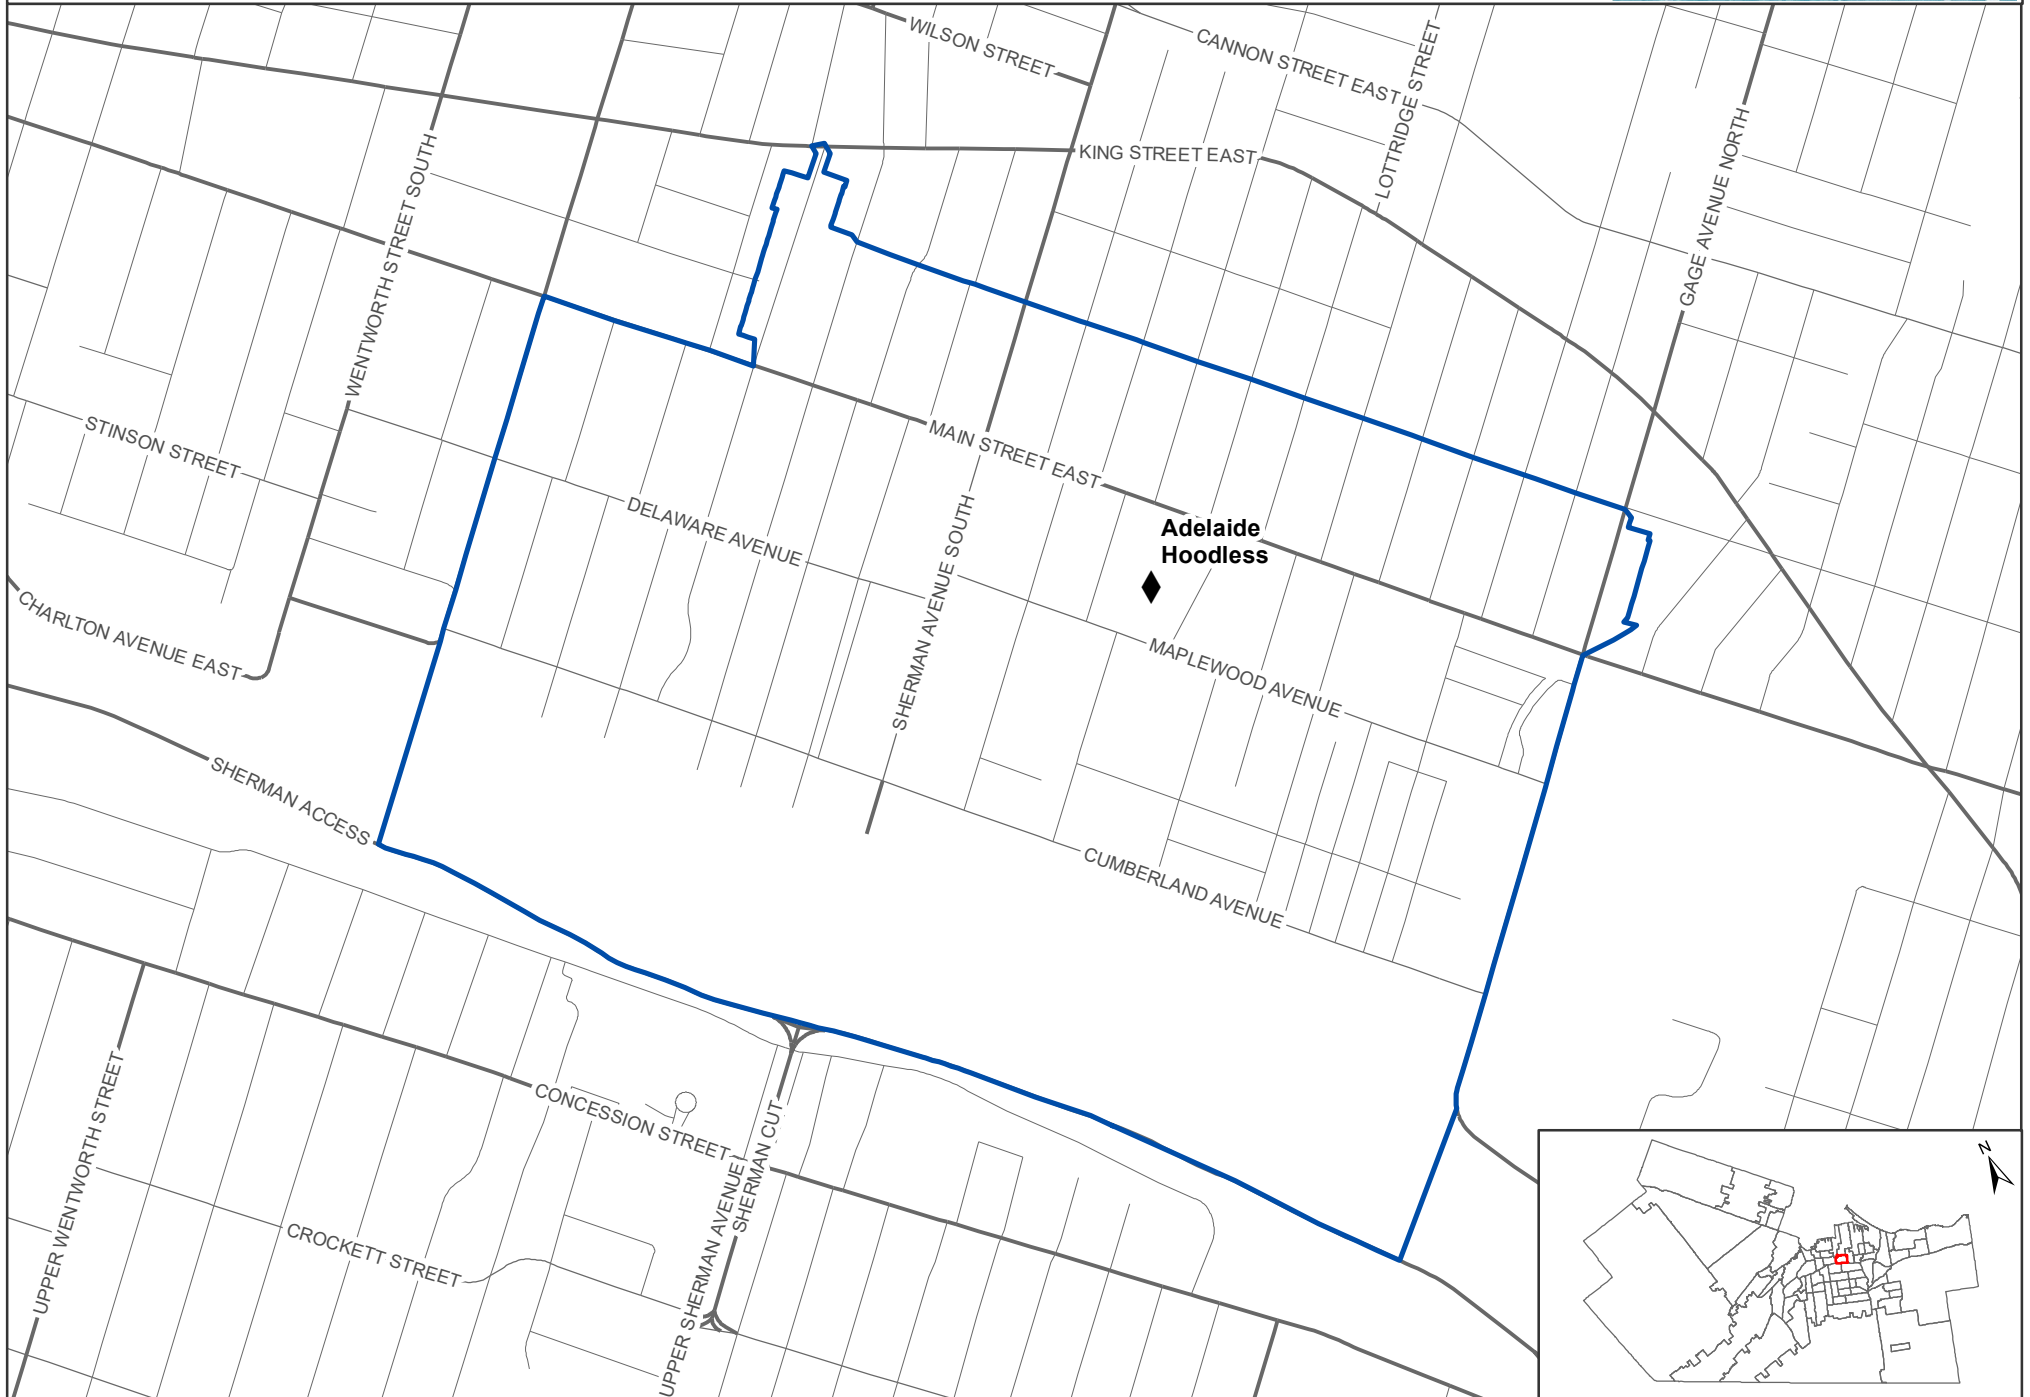 WILSON STREET
CANNON STREET EAST
LOTTRIDGE STREET
GAGE AVENUE NORTH
KING STREET EAST
WENTWORTH STREET SOUTH
STINSON STREET
MAIN STREET EAST
DELAWARE AVENUE
SHERMAN AVENUE SOUTH
Adelaide
Hoodless
MAPLEWOOD AVENUE
CHARLTON AVENUE EAST
SHERMAN ACCESS
CUMBERLAND AVENUE
CONCESSION STREET
UPPER WENTWORTH STREET
SHERMAN CUT
UPPER SHERMAN AVENUE
CROCKETT STREET
N